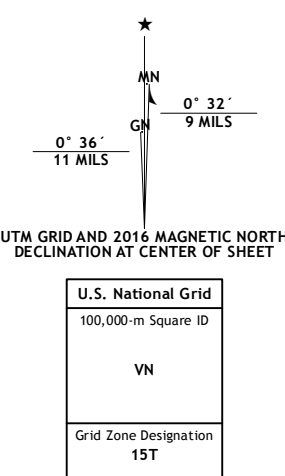 ★
MN
0° 32´
9 MILS
GN
0° 36´
11 MILS
UTM GRID AND 2016 MAGNETIC NORTH
DECLINATION AT CENTER OF SHEET
U.S. National Grid
100,000-m Square ID
VN
Grid Zone Designation
15T